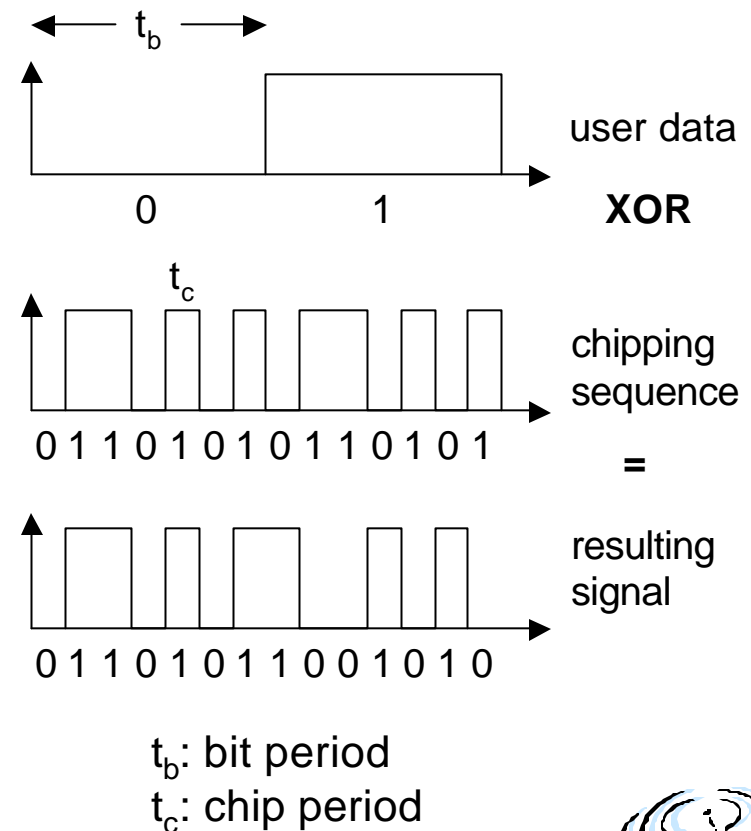 t_b
user data
0 1 XOR
t_c
chipping
sequence
0 1 1 0 1 0 1 0 1 1 0 1 0 1
=
resulting
signal
0 1 1 0 1 0 1 1 0 0 1 0 1 0
t_b: bit period
t_c: chip period